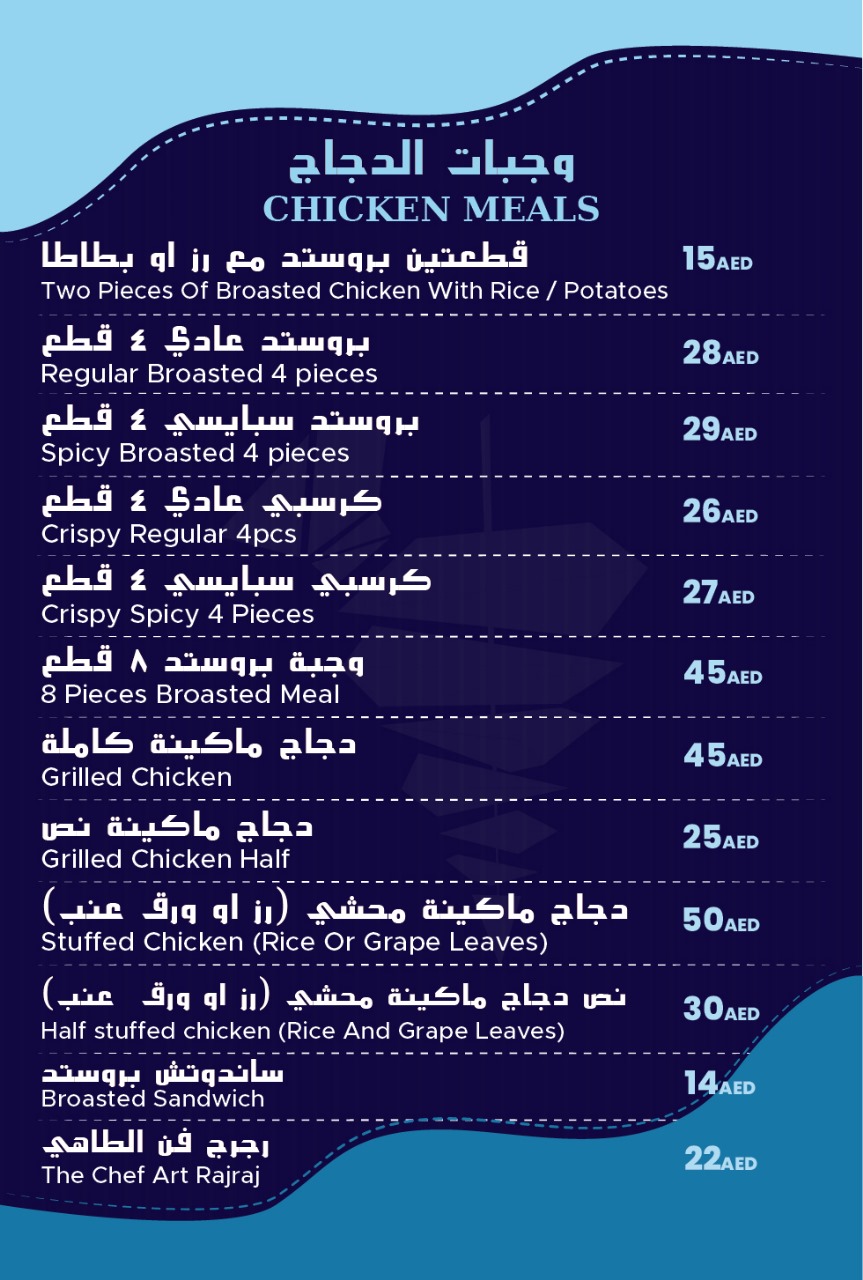 وجبات الدجاج
CHICKEN MEALS
قطعتين بروستد مع رز او بطاطا
15AED
Two Pieces Of Broasted Chicken With Rice / Potatoes
بروستد عادي ٤ قطع
28AED
Regular Broasted 4 pieces
بروستد سبايسي ٤ قطع
29AED
Spicy Broasted 4 pieces
كرسبي عادي ٤ قطع
26AED
Crispy Regular 4pcs
كرسبي سبايسي ٤ قطع
27AED
Crispy Spicy 4 Pieces
وجبة بروستد ٨ قطع
45AED
8 Pieces Broasted Meal
دجاج ماكينة كاملة
45AED
Grilled Chicken
دجاج ماكينة نص
25AED
Grilled Chicken Half
دجاج ماكينة محشي (رز او ورق عنب)
50AED
Stuffed Chicken (Rice Or Grape Leaves)
نص دجاج ماكينة محشي (رز او ورق عنب)
30AED
Half stuffed chicken (Rice And Grape Leaves)
ساندوتش بروستد
14AED
Broasted Sandwich
رجرج فن الطاهي
22AED
The Chef Art Rajraj